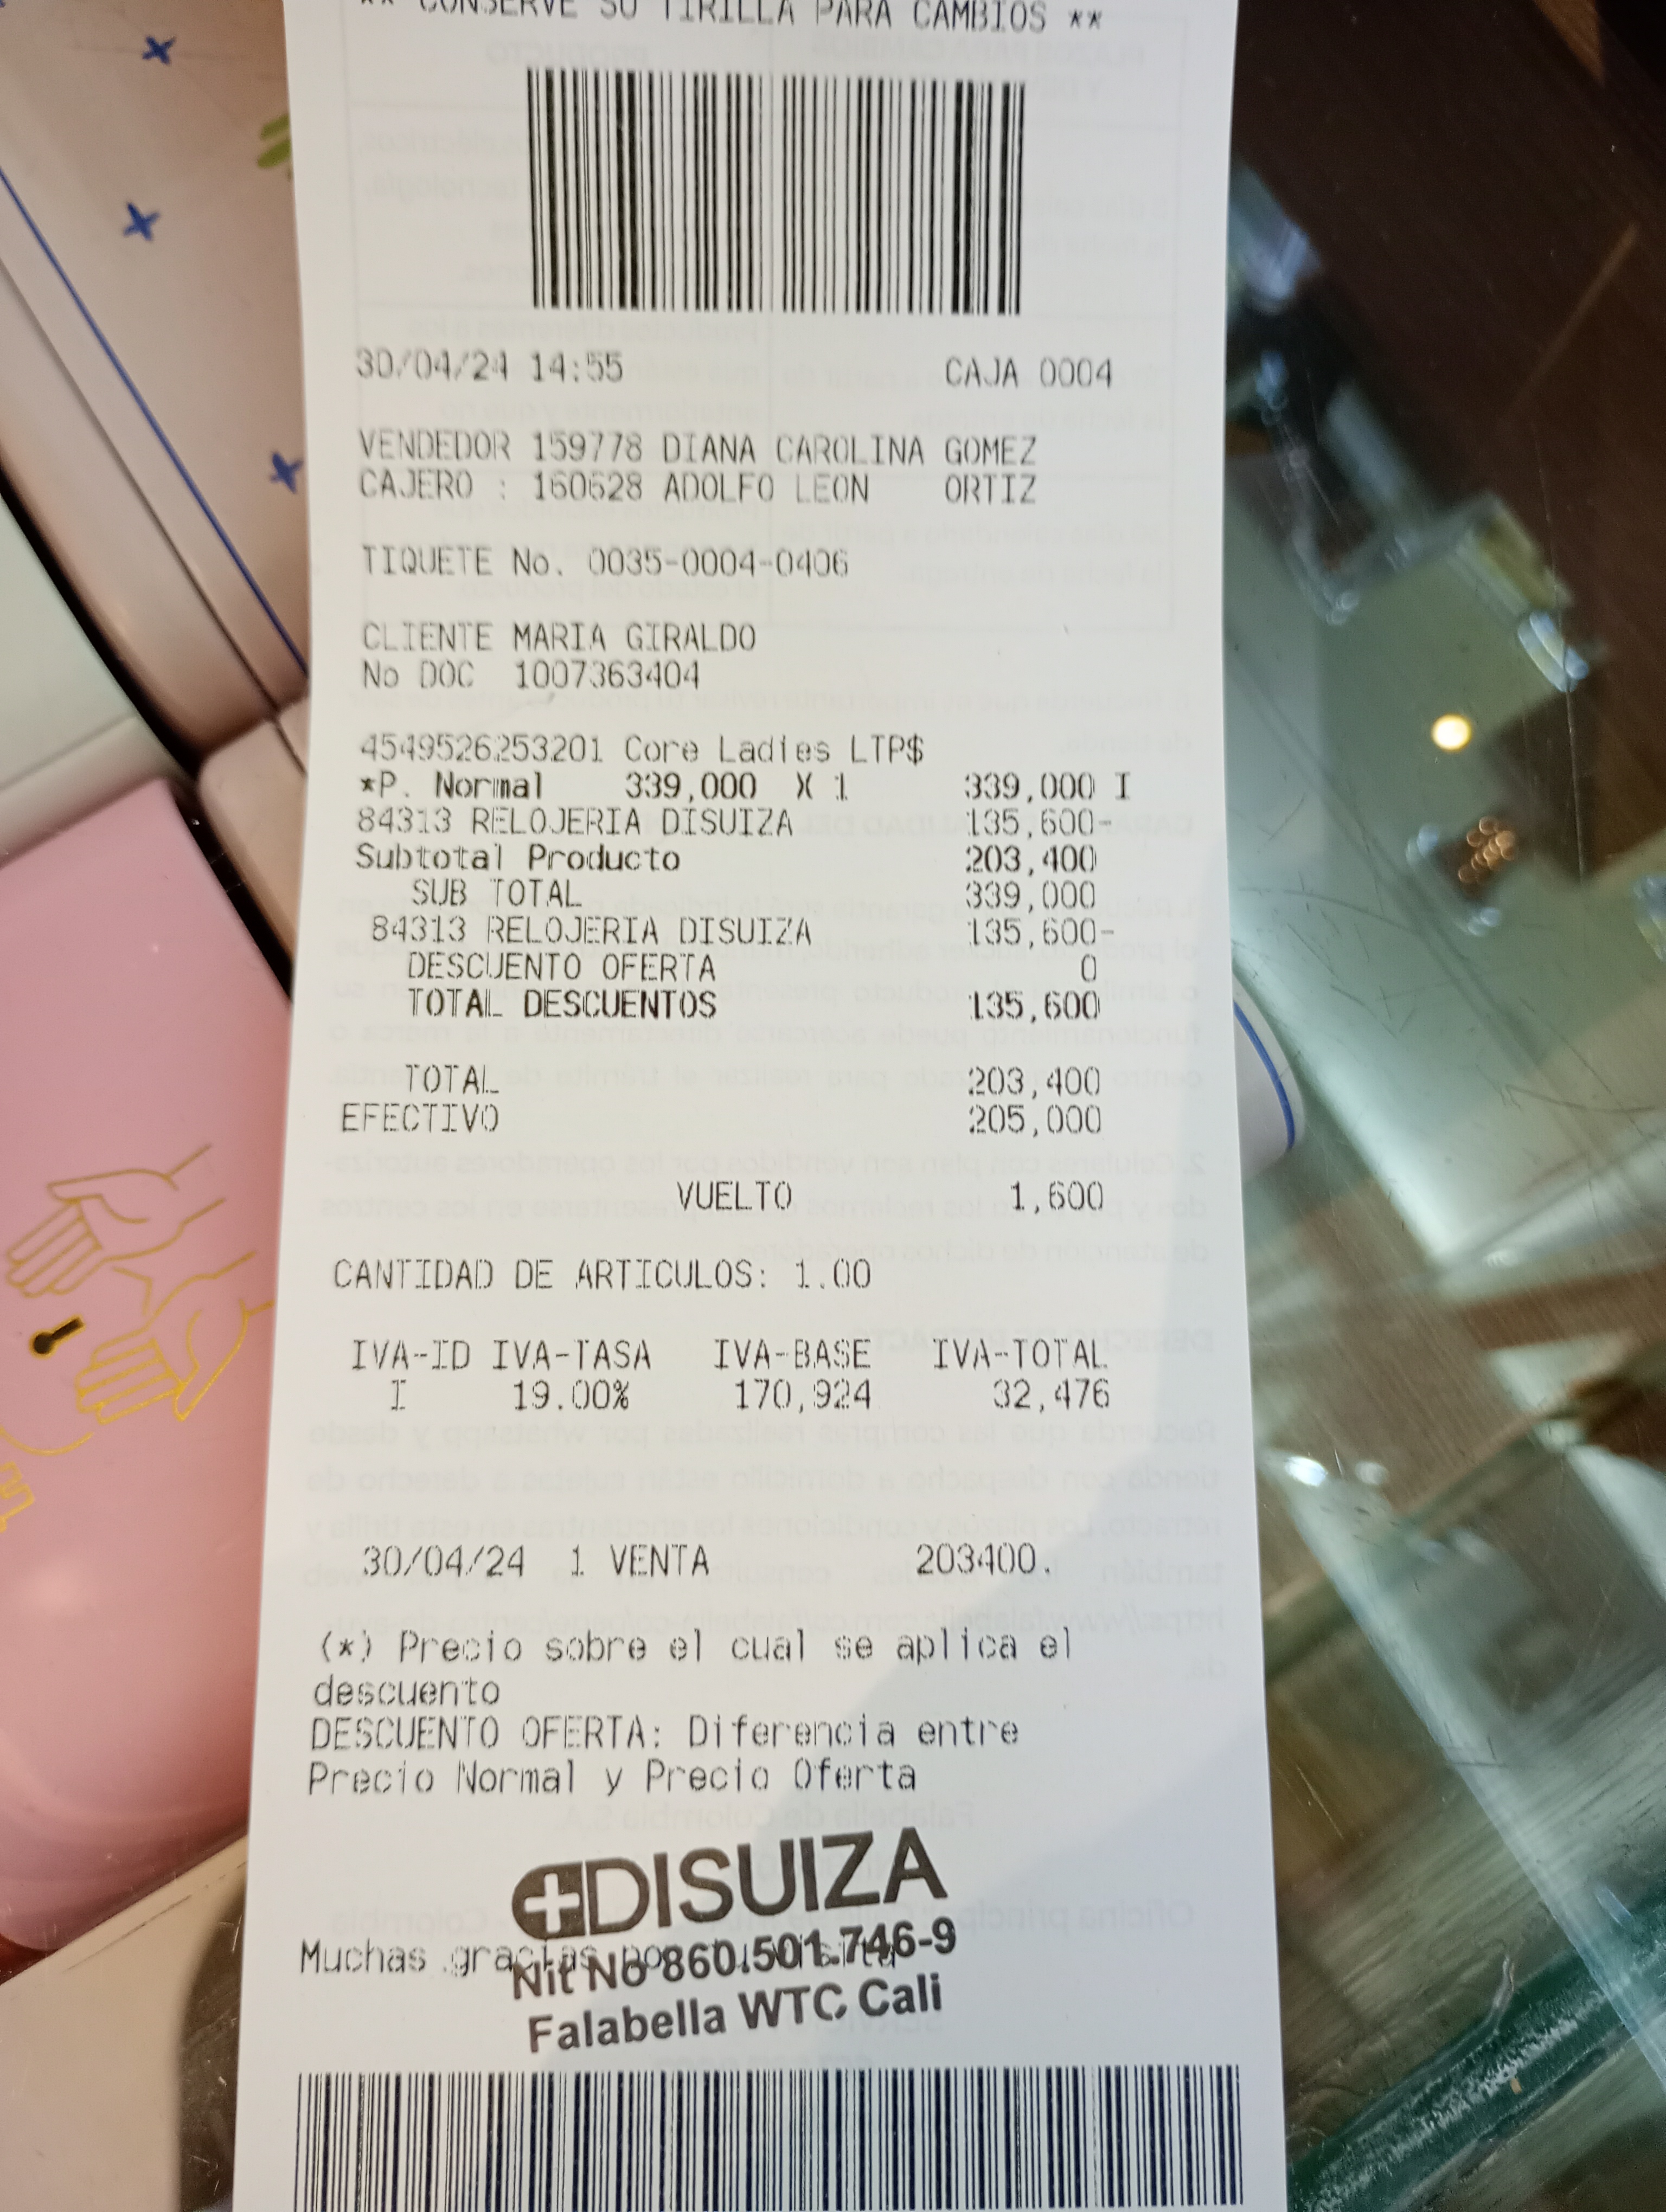 ** CONSERVE SU TIRILLA PARA CAMBIOS **
30/04/24 14:55 CAJA 0004
VENDEDOR 159778 DIANA CAROLINA GOMEZ
CAJERO : 160628 ADOLFO LEON ORTIZ
TIQUETE No. 0035-0004-0406
CLIENTE MARIA GIRALDO
No DOC 1007363404
4549526253201 Core Ladies LTP$
*P. Normal 339,000 X 1 339,000 I
84313 RELOJERIA DISUIZA 135,600-
Subtotal Producto 203,400
SUB TOTAL 339,000
84313 RELOJERIA DISUIZA 135,600-
DESCUENTO OFERTA 0
TOTAL DESCUENTOS 135,600
TOTAL 203,400
EFECTIVO 205,000
VUELTO 1,600
CANTIDAD DE ARTICULOS: 1.00
IVA-ID IVA-TASA IVA-BASE IVA-TOTAL
I 19.00% 170,924 32,476
30/04/24 1 VENTA 203400.
(*) Precio sobre el cual se aplica el
descuento
DESCUENTO OFERTA: Diferencia entre
Precio Normal y Precio Oferta
DISUIZA
Muchas gracias por tu visita
Nit No 860.501.746-9
Falabella WTC Cali